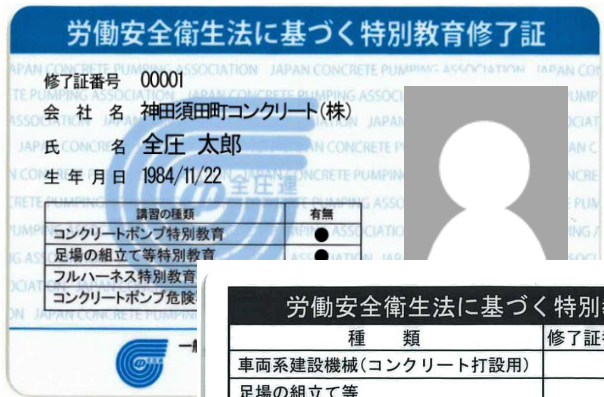 労働安全衛生法に基づく特別教育修了証
修了証番号 00001
会社名 神田須田町コンクリート(株)
氏名 全圧 太郎
生年月日 1984/11/22
全圧連
講習の種類 有無
コンクリートポンプ特別教育 ●
足場の組立て等特別教育 ●
フルハーネス特別教育
コンクリートポンプ危険
一般
労働安全衛生法に基づく特別
種類 修了証
車両系建設機械(コンクリート打設用)
足場の組立て等
JAPAN CONCRETE PUMPING ASSOCIATION